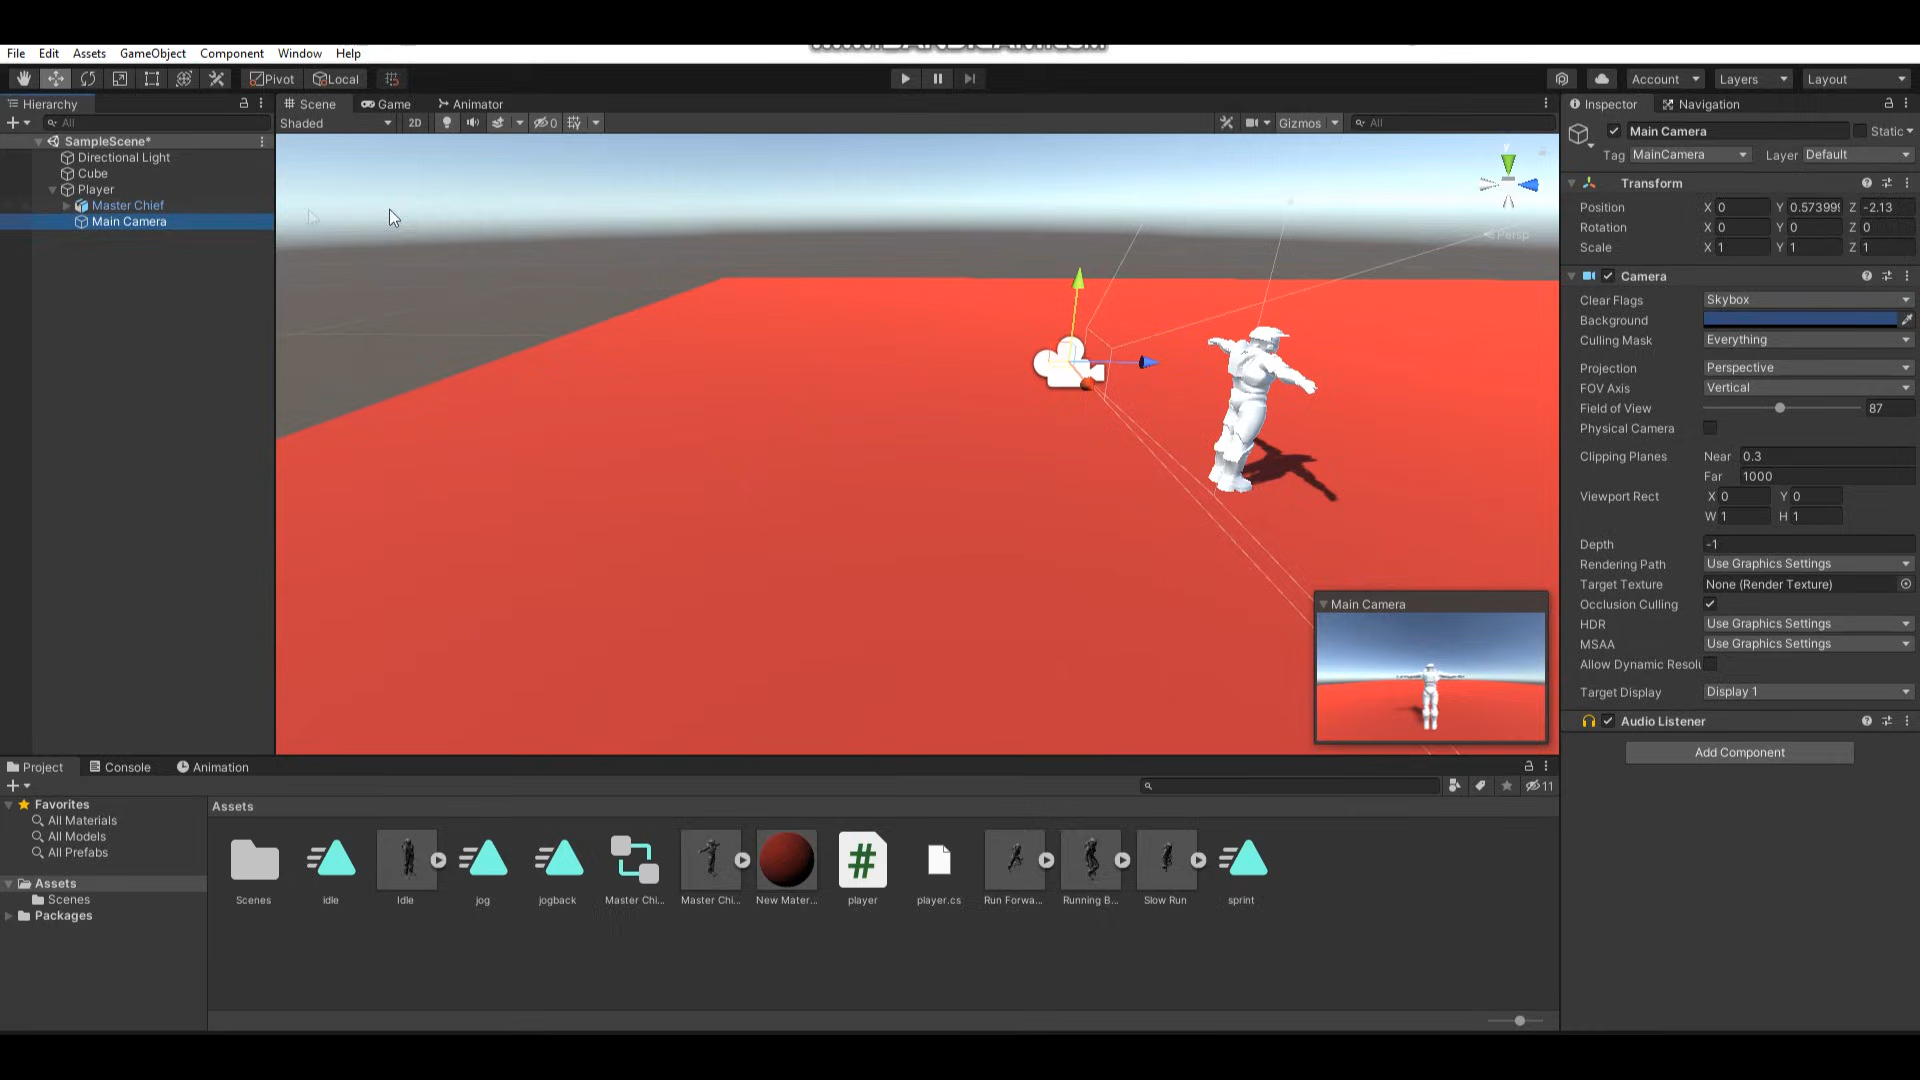 File Edit Assets GameObject Component Window Help
Pivot Local Account Layers Layout
Hierarchy Scene Game Animator Inspector Navigation
All Shaded 2D 0 Gizmos All
Main Camera Static
SampleScene*
Tag MainCamera Layer Default
Directional Light
Cube
Player
Master Chief
Main Camera
y
Persp
Transform
Position X 0 Y 0.573999 Z -2.13
Rotation X 0 Y 0 Z 0
Scale X 1 Y 1 Z 1
Camera
Clear Flags Skybox
Background
Culling Mask Everything
Projection Perspective
FOV Axis Vertical
Field of View 87
Physical Camera
Clipping Planes Near 0.3
Far 1000
Viewport Rect X 0 Y 0
W 1 H 1
Depth -1
Rendering Path Use Graphics Settings
Target Texture None (Render Texture)
Occlusion Culling
HDR Use Graphics Settings
MSAA Use Graphics Settings
Allow Dynamic Resolu
Target Display Display 1
Audio Listener
Add Component
Main Camera
Project Console Animation
11
Favorites
All Materials
All Models
All Prefabs
Assets
Scenes
Packages
Assets
Scenes idle Idle jog jogback Master Chi... Master Chi... New Mater... player player.cs Run Forwa... Running B... Slow Run sprint